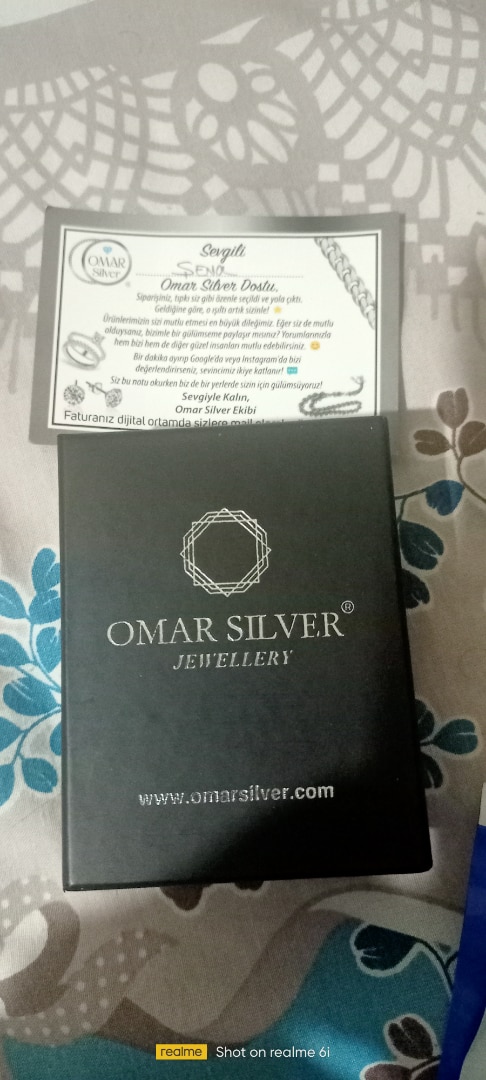 OMAR
Silver
®
Sevgili
ŞENA
Omar Silver Dostu,
Siparişiniz, tıpkı siz gibi özenle seçildi ve yola çıktı.
Geldiğine göre, o ışıltı artık sizinle!
Ürünlerimizin sizi mutlu etmesi en büyük dileğimiz. Eğer siz de mutlu
olduysanız, bizimle bir gülümseme paylaşır mısınız? Yorumlarınızla
hem bizi hem de diğer güzel insanları mutlu edebilirsiniz. 😊
Bir dakika ayırıp Google'da veya Instagram'da bizi
değerlendirirseniz, sevincimiz ikiye katlanır!
Siz bu notu okurken biz de bir yerlerde sizin için gülümsüyoruz!
Sevgiyle Kalın,
Omar Silver Ekibi
Faturanız dijital ortamda sizlere mail
OMAR SILVER®
JEWELLERY
www.omarsilver.com
realme Shot on realme 6i